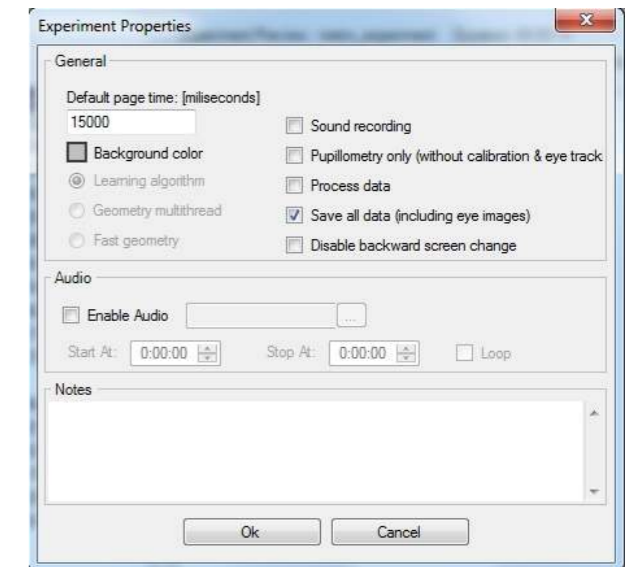 Experiment Properties
General
Default page time: [miliseconds]
15000
Sound recording
Background color
Pupillometry only (without calibration & eye track
Learning algorithm
Process data
Geometry multithread
Save all data (including eye images)
Fast geometry
Disable backward screen change
Audio
Enable Audio ...
Start At: 0:00:00 Stop At: 0:00:00 Loop
Notes
Ok Cancel